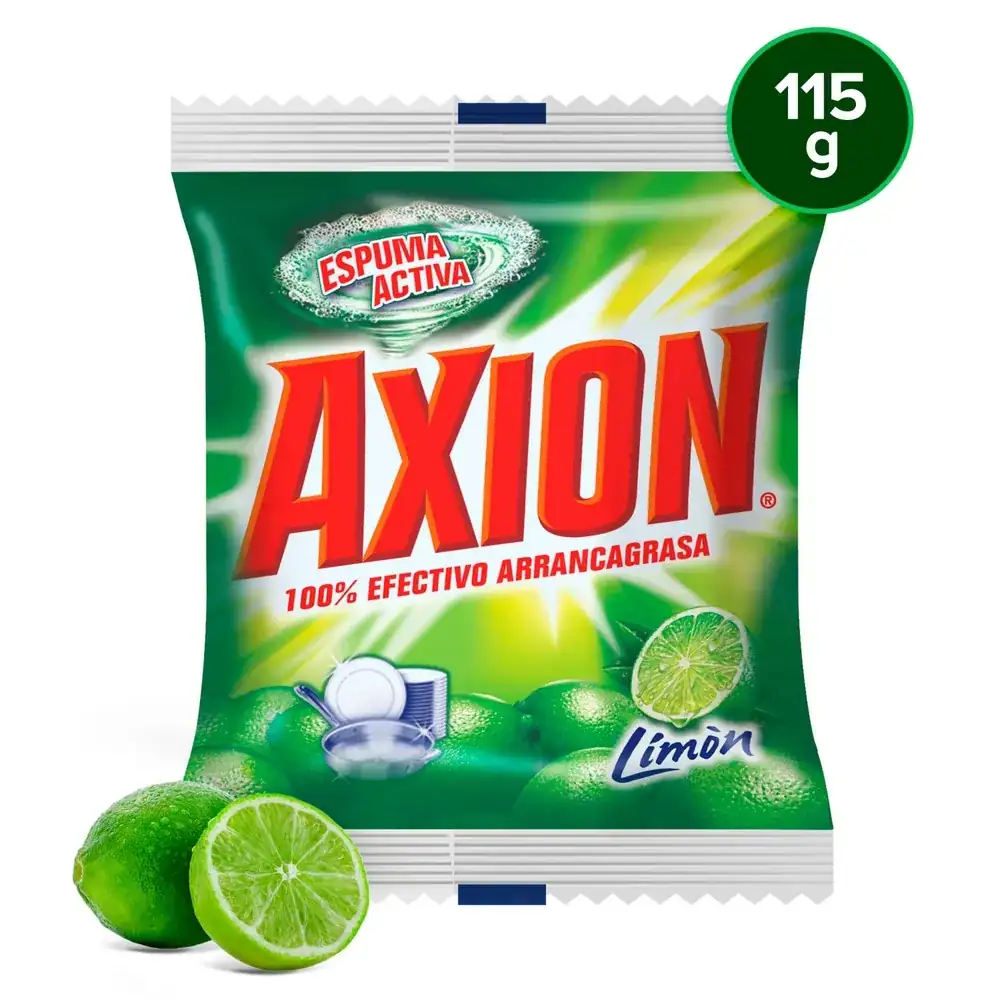 115
g
ESPUMA
ACTIVA
AXION®
100% EFECTIVO ARRANCAGRASA
Limòn